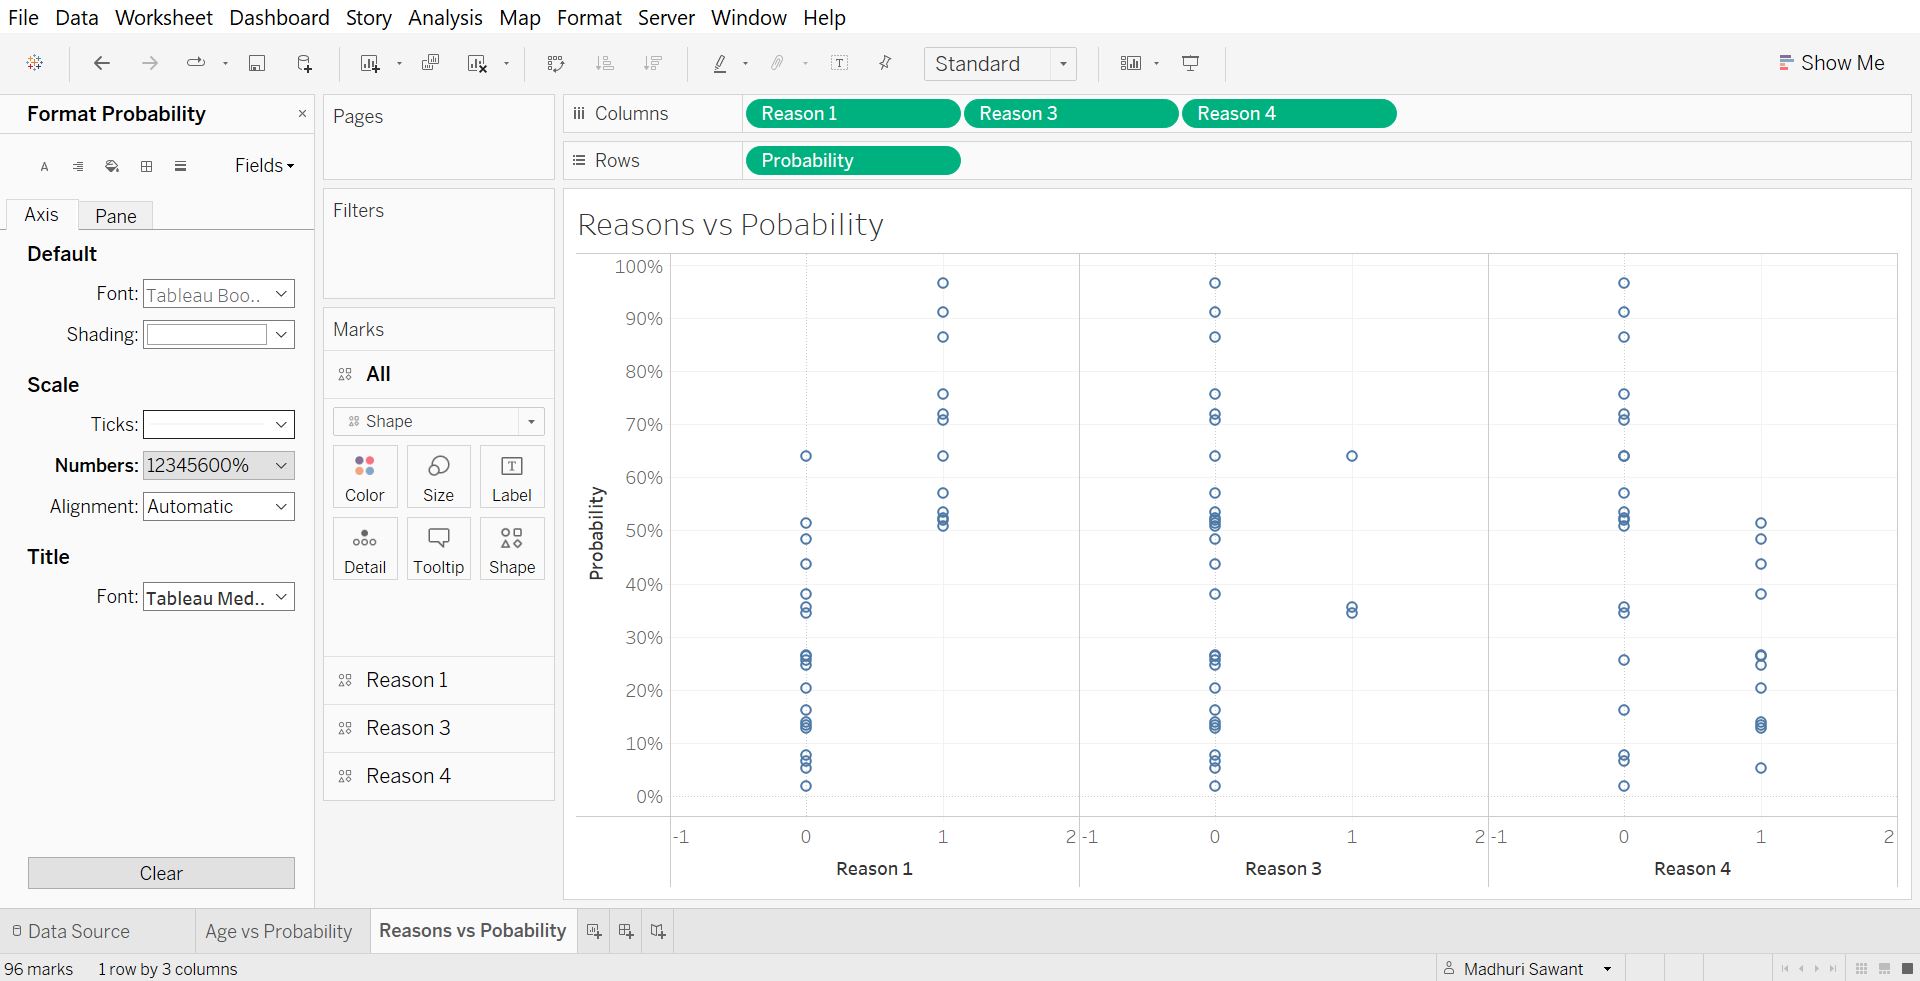 File Data Worksheet Dashboard Story Analysis Map Format Server Window Help
Standard
Show Me
Format Probability
Fields
Axis Pane
Default
Font: Tableau Boo..
Shading:
Scale
Ticks:
Numbers: 12345600%
Alignment: Automatic
Title
Font: Tableau Med..
Clear
Pages
Filters
Marks
All
Shape
Color Size Label
Detail Tooltip Shape
Reason 1
Reason 3
Reason 4
Columns Reason 1 Reason 3 Reason 4
Rows Probability
Reasons vs Pobability
Probability
100%
90%
80%
70%
60%
50%
40%
30%
20%
10%
0%
-1 0 1 2 -1 0 1 2 -1 0 1 2
Reason 1 Reason 3 Reason 4
Data Source Age vs Probability Reasons vs Pobability
96 marks 1 row by 3 columns Madhuri Sawant